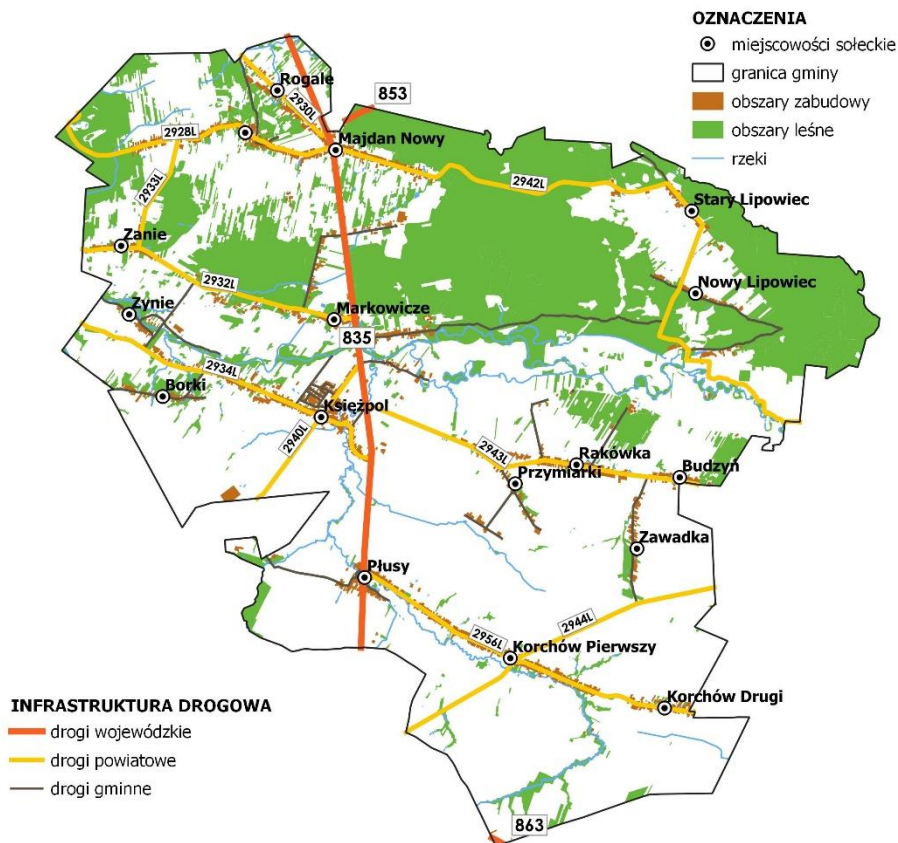 OZNACZENIA
miejscowości sołeckie
granica gminy
obszary zabudowy
obszary leśne
rzeki
853
Rogale
2930L
2928L
Majdan Nowy
2942L
2933L
Stary Lipowiec
Zanie
2932L
Nowy Lipowiec
Zynie
Markowicze
835
2934L
Borki
Księżpol
2940L
2943L
Rakówka
Przymiarki
Budzyń
Zawadka
Płusy
2944L
2956L
Korchów Pierwszy
Korchów Drugi
INFRASTRUKTURA DROGOWA
drogi wojewódzkie
drogi powiatowe
drogi gminne
863